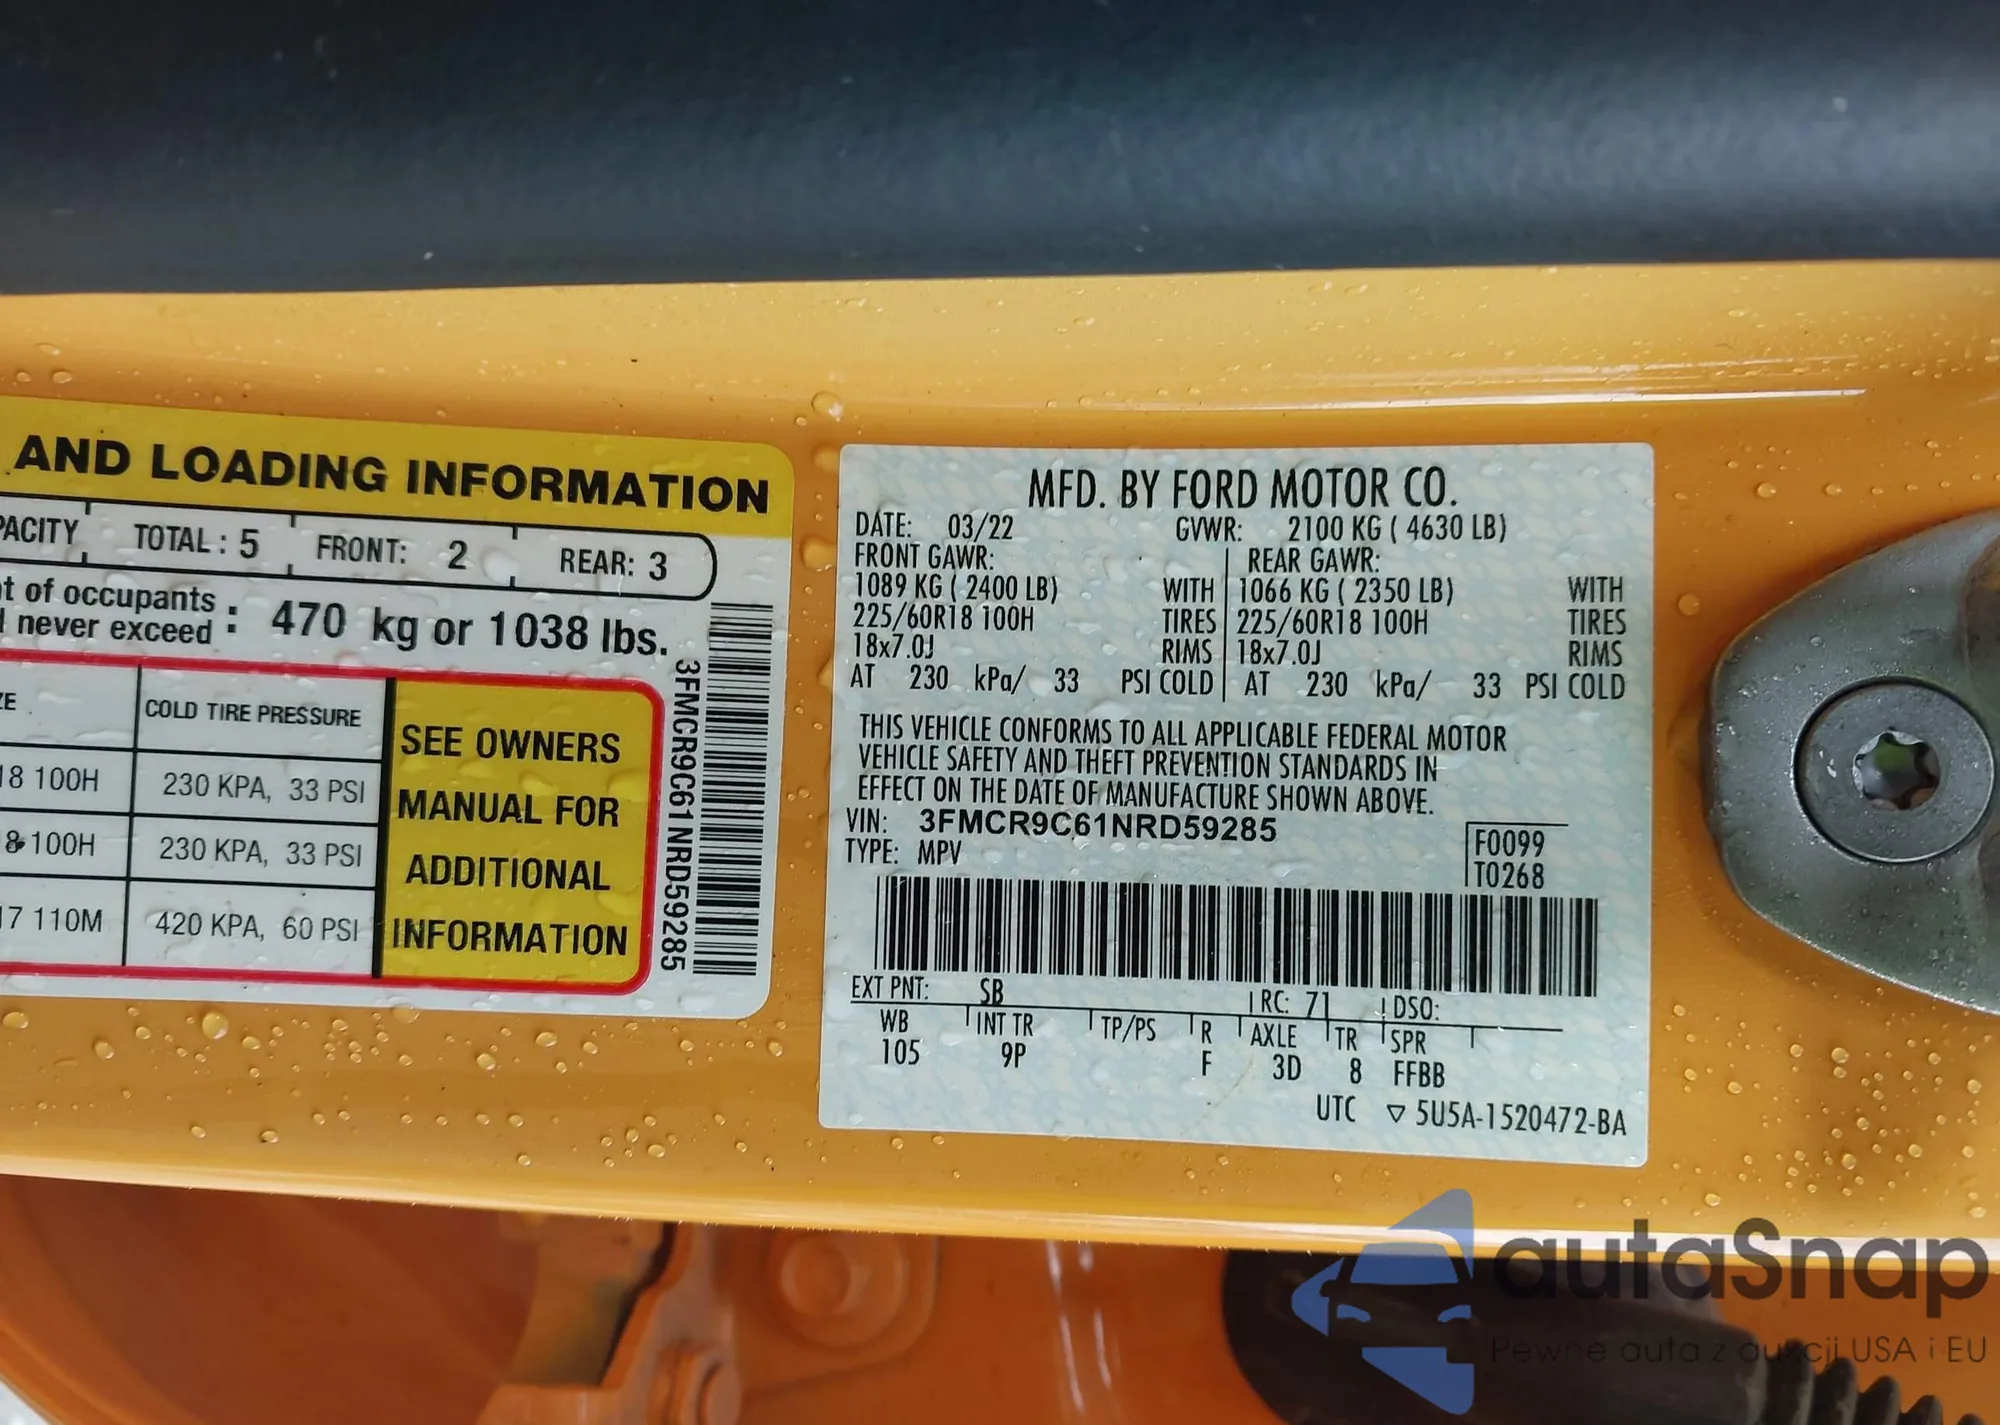 AND LOADING INFORMATION
PACITY TOTAL : 5 FRONT: 2 REAR: 3
t of occupants
never exceed : 470 kg or 1038 lbs.
ZE COLD TIRE PRESSURE
18 100H 230 KPA, 33 PSI
8 100H 230 KPA, 33 PSI
17 110M 420 KPA, 60 PSI
SEE OWNERS
MANUAL FOR
ADDITIONAL
INFORMATION
3FMCR9C61NRD59285
MFD. BY FORD MOTOR CO.
DATE: 03/22 GVWR: 2100 KG ( 4630 LB)
FRONT GAWR: REAR GAWR:
1089 KG ( 2400 LB) WITH 1066 KG ( 2350 LB) WITH
225/60R18 100H TIRES 225/60R18 100H TIRES
18x7.0J RIMS 18x7.0J RIMS
AT 230 kPa/ 33 PSI COLD AT 230 kPa/ 33 PSI COLD
THIS VEHICLE CONFORMS TO ALL APPLICABLE FEDERAL MOTOR
VEHICLE SAFETY AND THEFT PREVENTION STANDARDS IN
EFFECT ON THE DATE OF MANUFACTURE SHOWN ABOVE.
VIN: 3FMCR9C61NRD59285
TYPE: MPV
F0099
T0268
EXT PNT: SB RC: 71 DSO:
WB INT TR TP/PS R AXLE TR SPR
105 9P F 3D 8 FFBB
UTC ▽ 5U5A-1520472-BA
autaSnap
Pewne auta z aukcji USA i EU